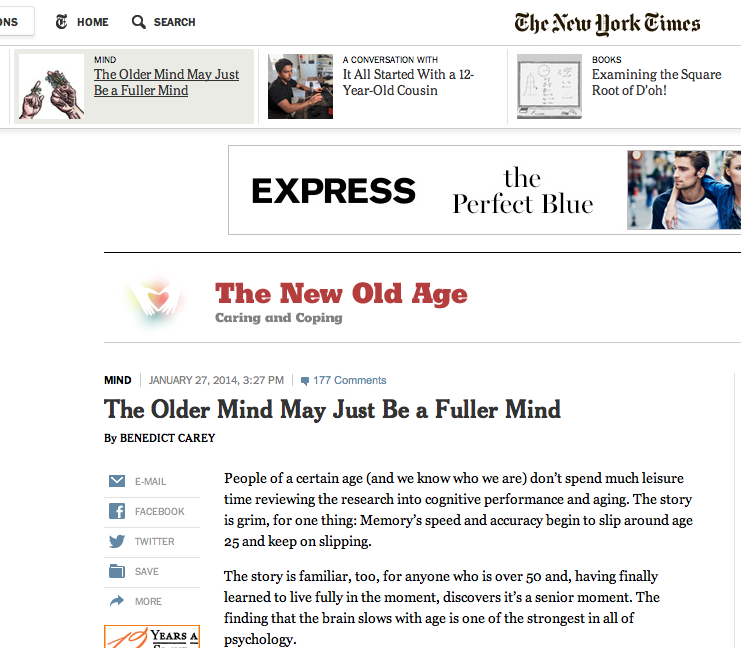 ONS
HOME
SEARCH
The New York Times
MIND
The Older Mind May Just
Be a Fuller Mind
A CONVERSATION WITH
It All Started With a 12-
Year-Old Cousin
BOOKS
Examining the Square
Root of D'oh!
EXPRESS
the
Perfect Blue
The New Old Age
Caring and Coping
MIND
JANUARY 27, 2014, 3:27 PM
177 Comments
The Older Mind May Just Be a Fuller Mind
By BENEDICT CAREY
E-MAIL
FACEBOOK
TWITTER
SAVE
MORE
People of a certain age (and we know who we are) don't spend much leisure
time reviewing the research into cognitive performance and aging. The story
is grim, for one thing: Memory's speed and accuracy begin to slip around age
25 and keep on slipping.
The story is familiar, too, for anyone who is over 50 and, having finally
learned to live fully in the moment, discovers it's a senior moment. The
finding that the brain slows with age is one of the strongest in all of
psychology.
12 YEARS A